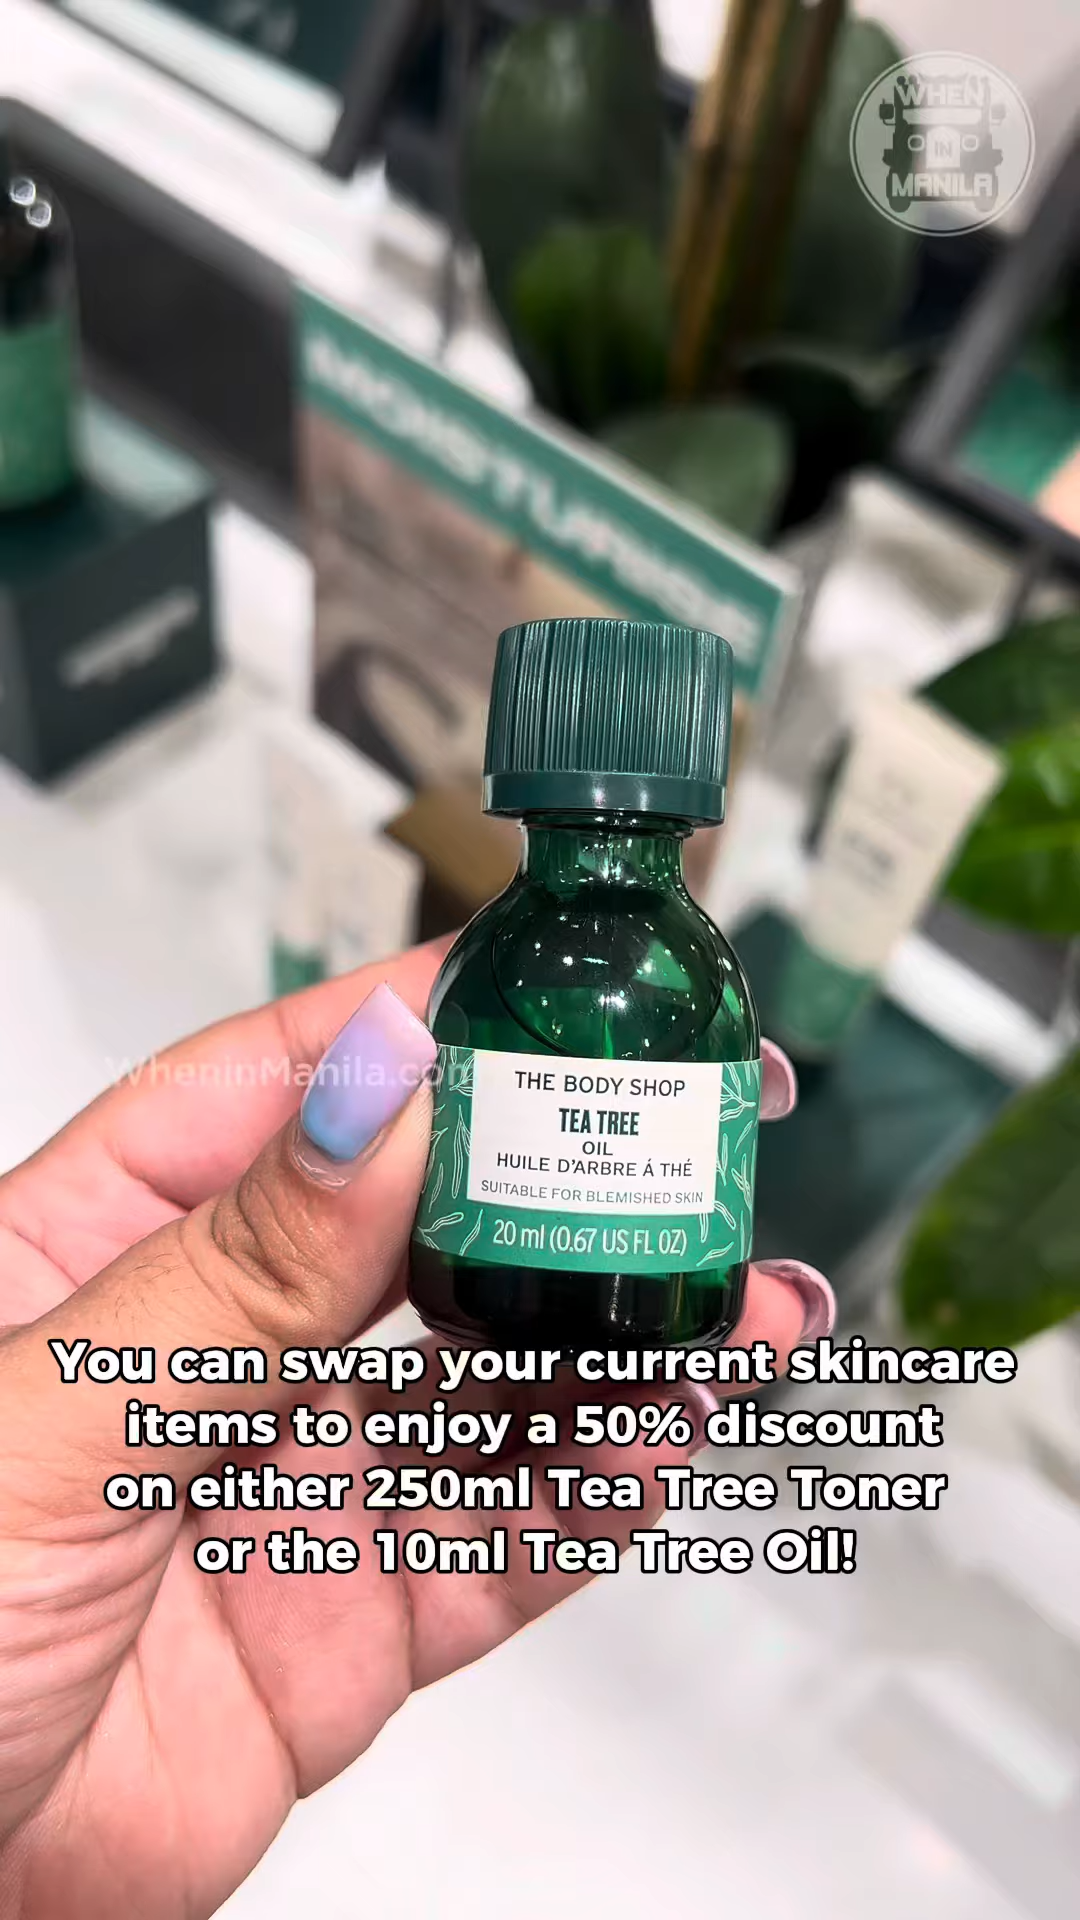 WHEN
IN
MANILA
MOISTURISE
WheninManila.com
THE BODY SHOP
TEA TREE
OIL
HUILE D'ARBRE Á THÉ
SUITABLE FOR BLEMISHED SKIN
20 ml (0.67 US FL OZ)
You can swap your current skincare
items to enjoy a 50% discount
on either 250ml Tea Tree Toner
or the 10ml Tea Tree Oil!